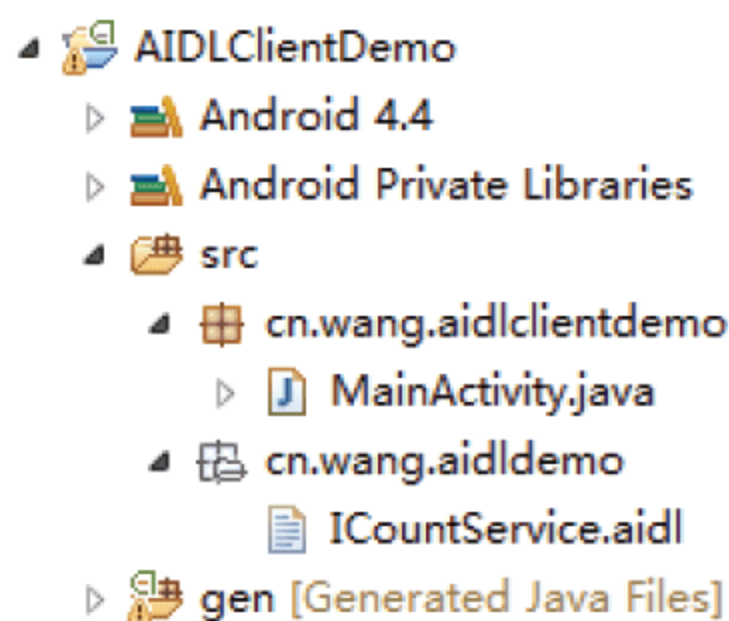 AIDLClientDemo
Android 4.4
Android Private Libraries
src
cn.wang.aidlclientdemo
MainActivity.java
cn.wang.aidldemo
ICountService.aidl
gen [Generated Java Files]